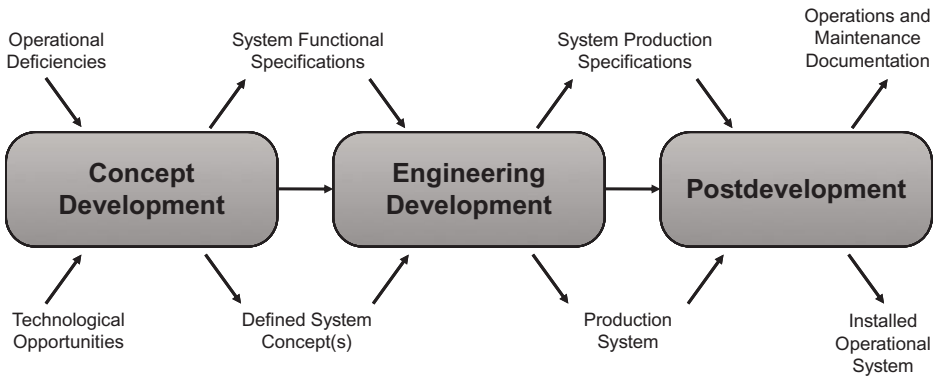 Operational
Deficiencies
System Functional
Specifications
System Production
Specifications
Operations and
Maintenance
Documentation
Concept
Development
Engineering
Development
Postdevelopment
Technological
Opportunities
Defined System
Concept(s)
Production
System
Installed
Operational
System